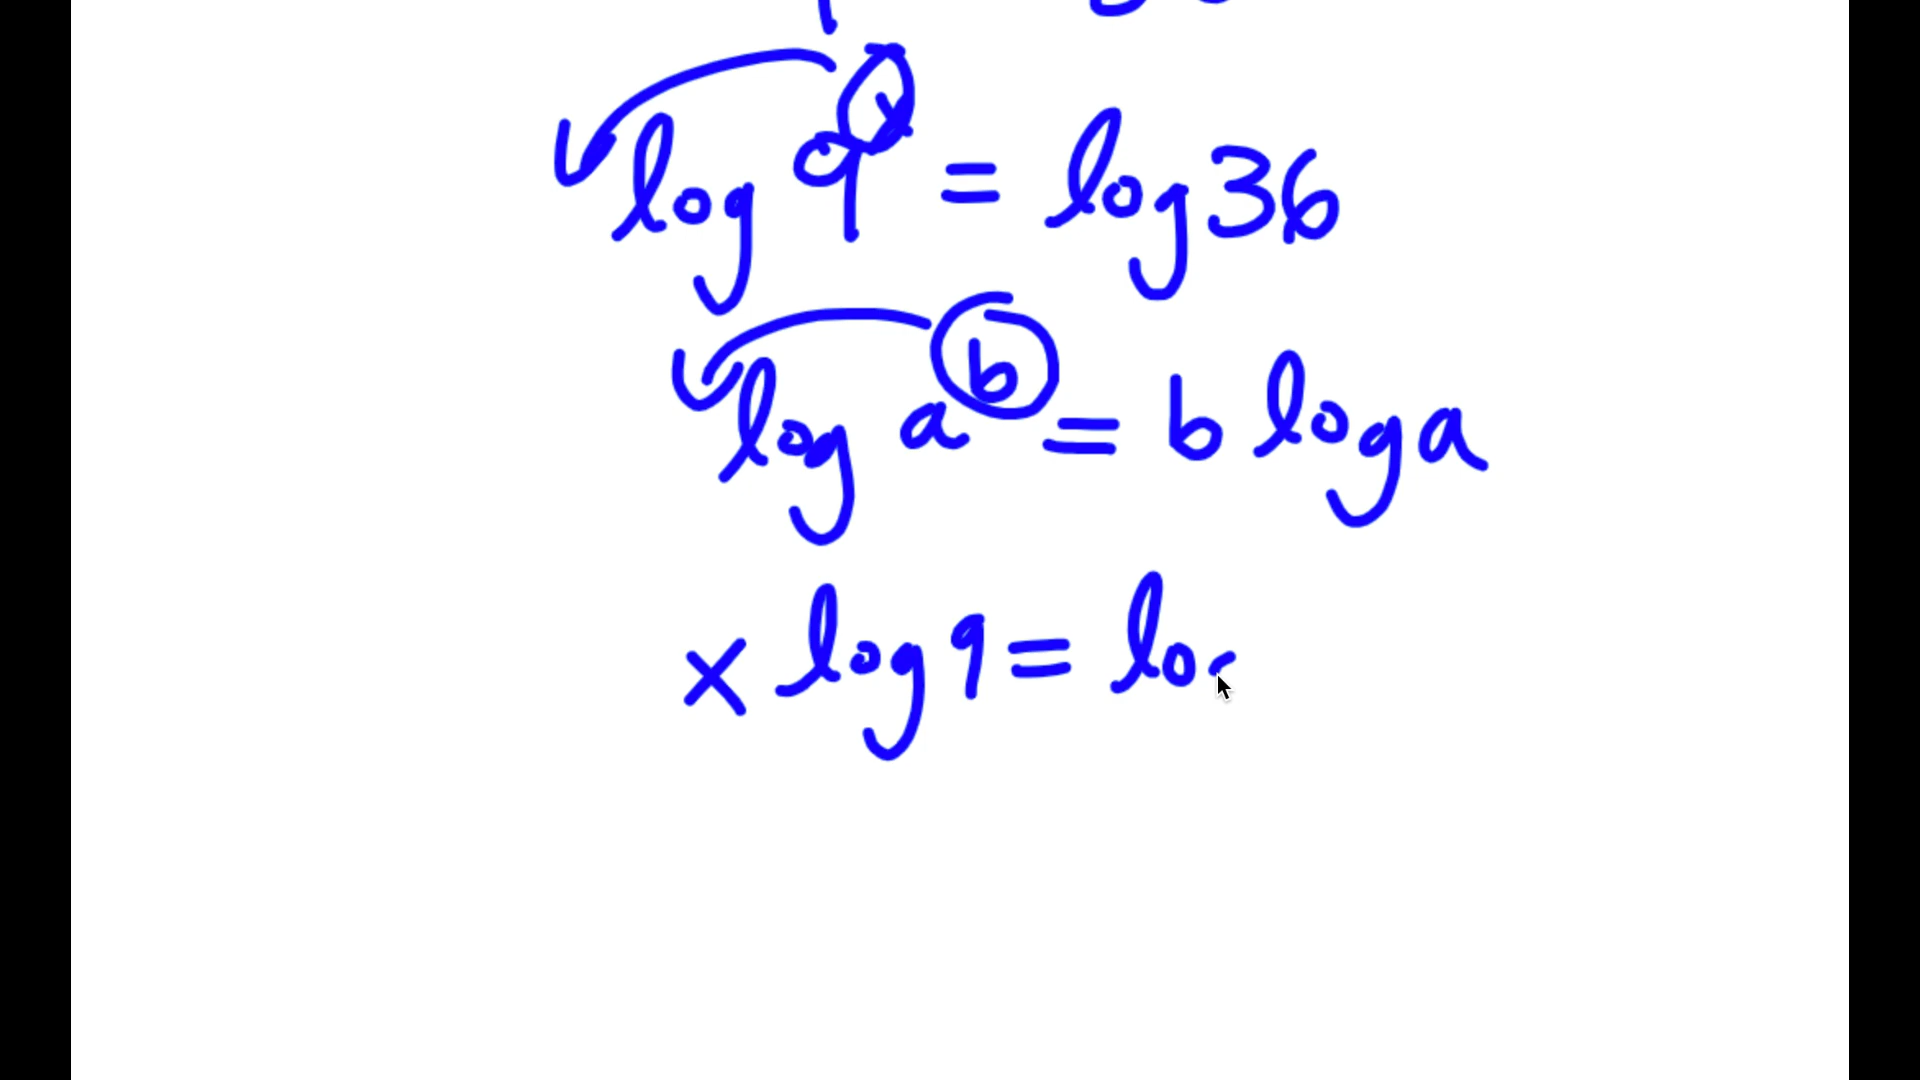 log 9^x = log 36
log a^b = b log a
x log 9 = lo